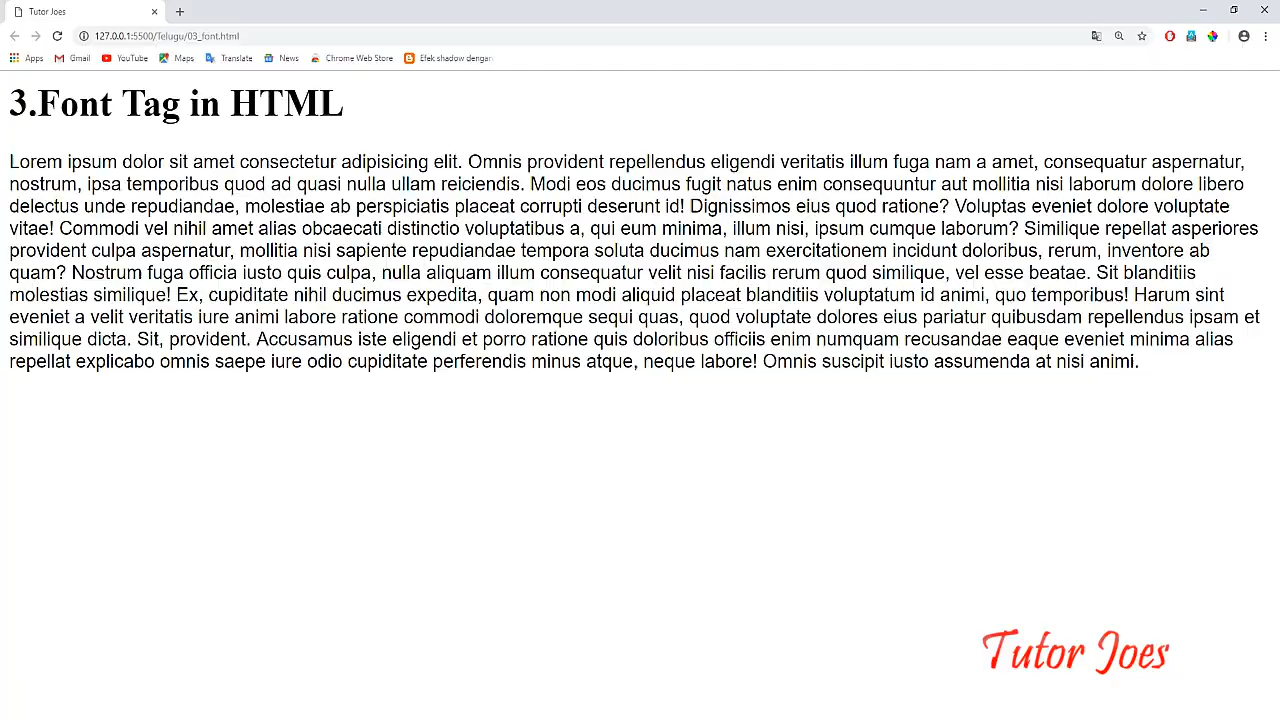 Tutor Joes
127.0.0.1:5500/Telugu/03_font.html
Apps Gmail YouTube Maps Translate News Chrome Web Store Efek shadow dengan
3.Font Tag in HTML
Lorem ipsum dolor sit amet consectetur adipisicing elit. Omnis provident repellendus eligendi veritatis illum fuga nam a amet, consequatur aspernatur,
nostrum, ipsa temporibus quod ad quasi nulla ullam reiciendis. Modi eos ducimus fugit natus enim consequuntur aut mollitia nisi laborum dolore libero
delectus unde repudiandae, molestiae ab perspiciatis placeat corrupti deserunt id! Dignissimos eius quod ratione? Voluptas eveniet dolore voluptate
vitae! Commodi vel nihil amet alias obcaecati distinctio voluptatibus a, qui eum minima, illum nisi, ipsum cumque laborum? Similique repellat asperiores
provident culpa aspernatur, mollitia nisi sapiente repudiandae tempora soluta ducimus nam exercitationem incidunt doloribus, rerum, inventore ab
quam? Nostrum fuga officia iusto quis culpa, nulla aliquam illum consequatur velit nisi facilis rerum quod similique, vel esse beatae. Sit blanditiis
molestias similique! Ex, cupiditate nihil ducimus expedita, quam non modi aliquid placeat blanditiis voluptatum id animi, quo temporibus! Harum sint
eveniet a velit veritatis iure animi labore ratione commodi doloremque sequi quas, quod voluptate dolores eius pariatur quibusdam repellendus ipsam et
similique dicta. Sit, provident. Accusamus iste eligendi et porro ratione quis doloribus officiis enim numquam recusandae eaque eveniet minima alias
repellat explicabo omnis saepe iure odio cupiditate perferendis minus atque, neque labore! Omnis suscipit iusto assumenda at nisi animi.
Tutor Joes